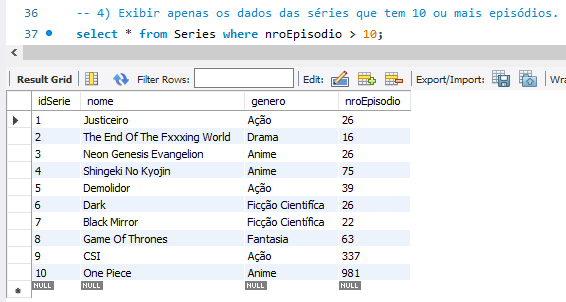 36 -- 4) Exibir apenas os dados das séries que tem 10 ou mais episódios.
37 select * from Series where nroEpisodio > 10;
Result Grid Filter Rows: Edit: Export/Import: Wra
idSerie nome genero nroEpisodio
1 Justiceiro Ação 26
2 The End Of The Fxxxing World Drama 16
3 Neon Genesis Evangelion Anime 26
4 Shingeki No Kyojin Anime 75
5 Demolidor Ação 39
6 Dark Ficção Científica 26
7 Black Mirror Ficção Científica 22
8 Game Of Thrones Fantasia 63
9 CSI Ação 337
10 One Piece Anime 981
NULL NULL NULL NULL